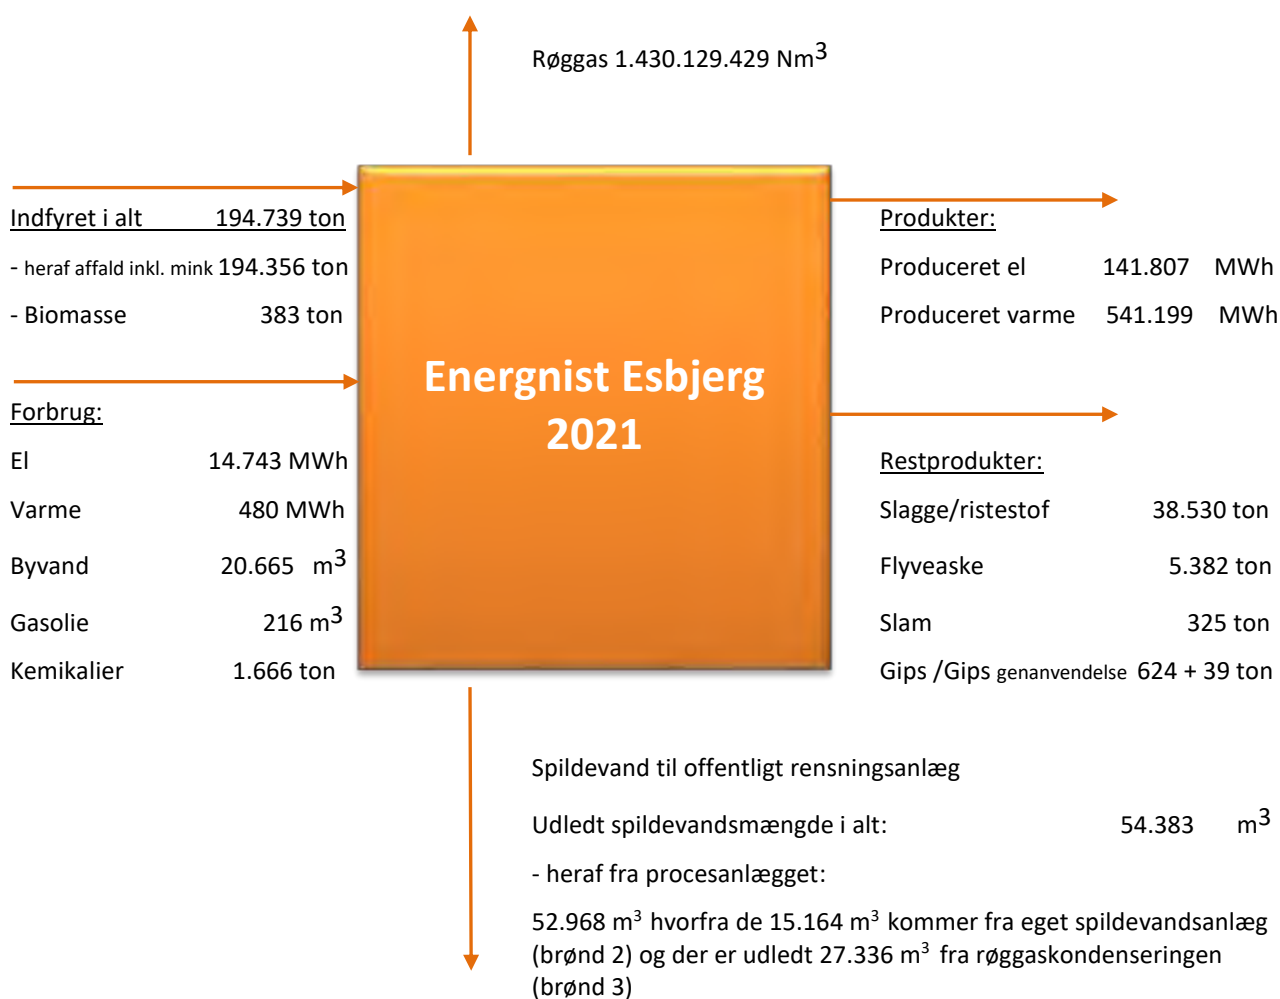 Røggas 1.430.129.429 Nm³
Indfyret i alt 194.739 ton
- heraf affald inkl. mink 194.356 ton
- Biomasse 383 ton
Forbrug:
El 14.743 MWh
Varme 480 MWh
Byvand 20.665 m³
Gasolie 216 m³
Kemikalier 1.666 ton
Energnist Esbjerg
2021
Produkter:
Produceret el 141.807 MWh
Produceret varme 541.199 MWh
Restprodukter:
Slagge/ristestof 38.530 ton
Flyveaske 5.382 ton
Slam 325 ton
Gips /Gips genanvendelse 624 + 39 ton
Spildevand til offentligt rensningsanlæg
Udledt spildevandsmængde i alt: 54.383 m³
- heraf fra procesanlægget:
52.968 m³ hvorfra de 15.164 m³ kommer fra eget spildevandsanlæg
(brønd 2) og der er udledt 27.336 m³ fra røggaskondenseringen
(brønd 3)